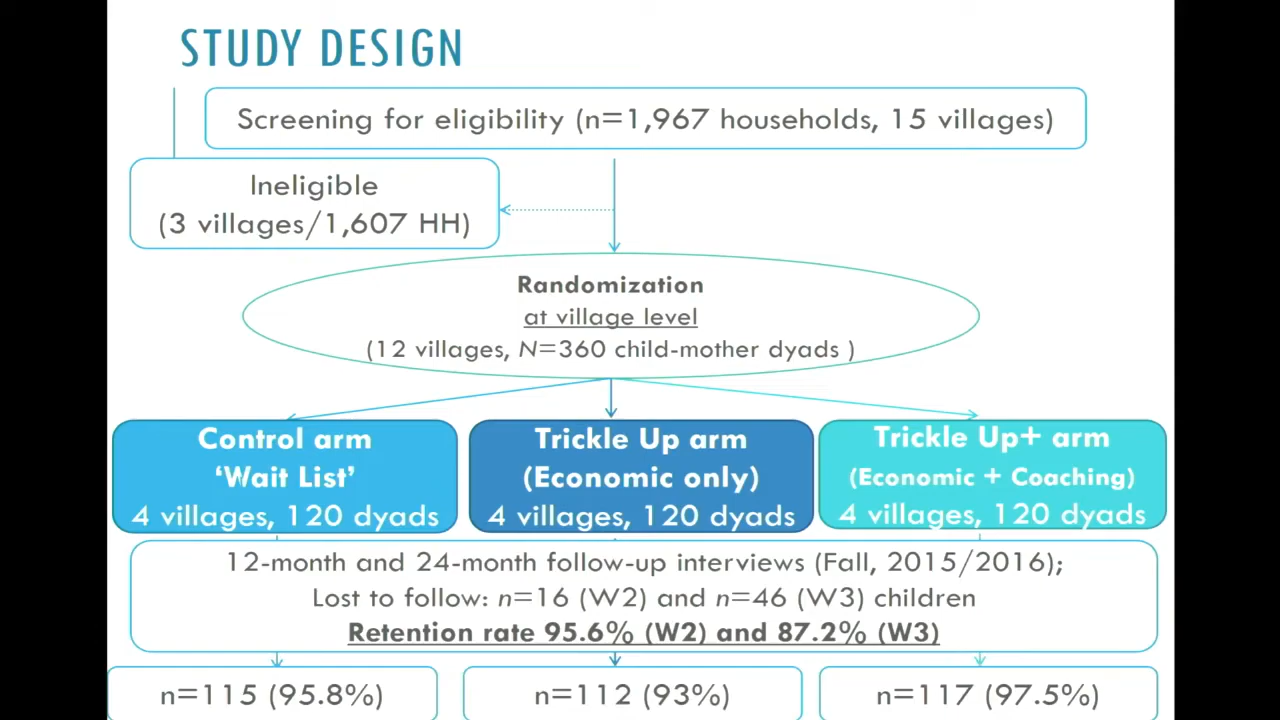 STUDY DESIGN
Screening for eligibility (n=1,967 households, 15 villages)
Ineligible
(3 villages/1,607 HH)
Randomization
at village level
(12 villages, N=360 child-mother dyads )
Control arm
‘Wait List’
4 villages, 120 dyads
Trickle Up arm
(Economic only)
4 villages, 120 dyads
Trickle Up+ arm
(Economic + Coaching)
4 villages, 120 dyads
12-month and 24-month follow-up interviews (Fall, 2015/2016);
Lost to follow: n=16 (W2) and n=46 (W3) children
Retention rate 95.6% (W2) and 87.2% (W3)
n=115 (95.8%)
n=112 (93%)
n=117 (97.5%)